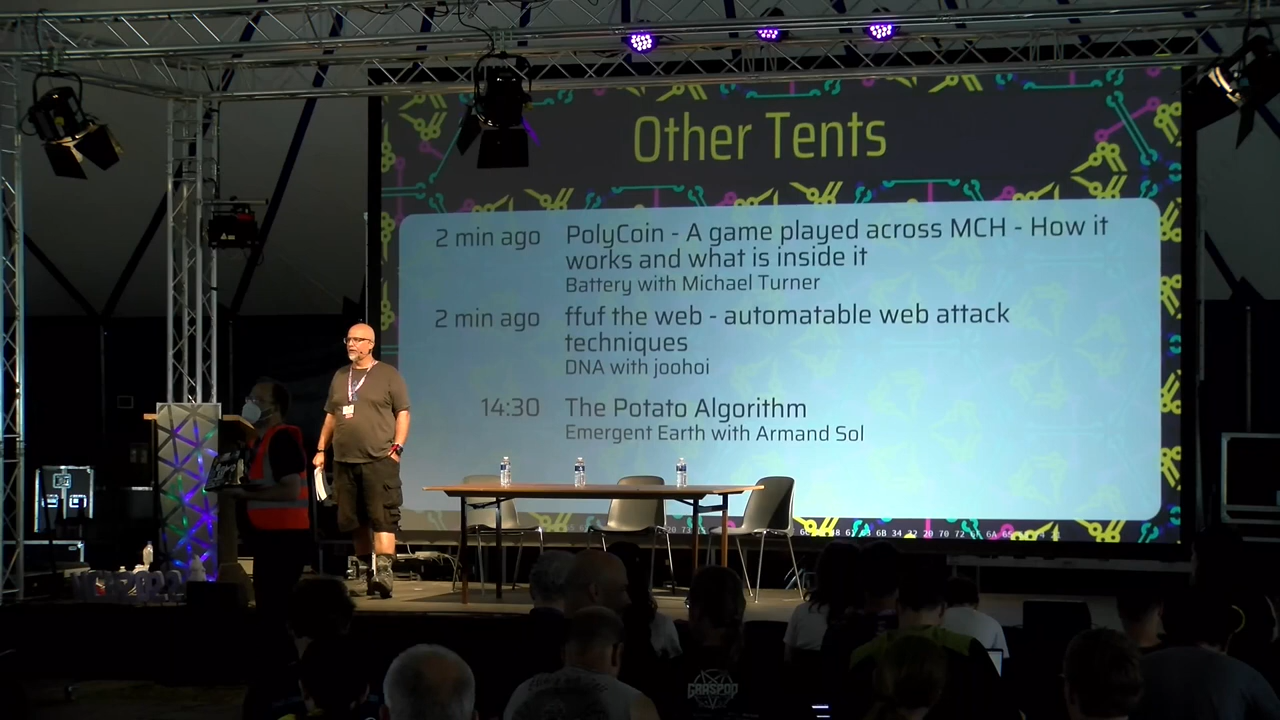 Other Tents
2 min ago
PolyCoin - A game played across MCH - How it
works and what is inside it
Battery with Michael Turner
2 min ago
ffuf the web - automatable web attack
techniques
DNA with joohoi
14:30
The Potato Algorithm
Emergent Earth with Armand Sol
MCH2022
GRASPOP